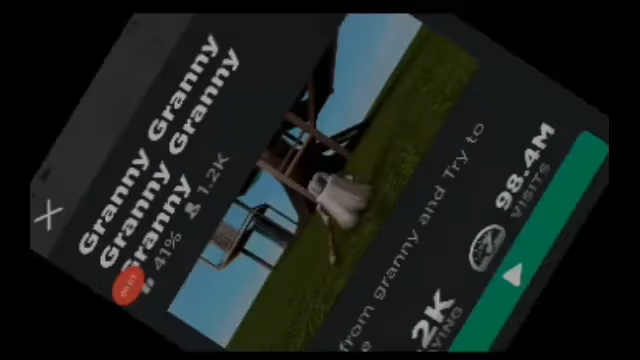 Granny Granny
Granny Granny
Granny
41% 1.2K
from granny and Try to
98.4M
VISITS
2K